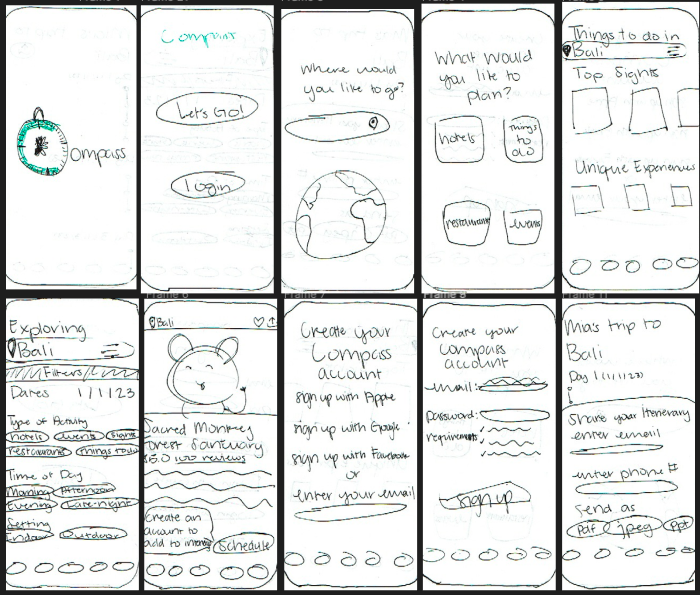 ompass
Frame 6
Frame 7
Frame 8
Frame 11
Compass
Let's Go!
login
Where would
you like to go?
What would
you like to
plan?
hotels
things
to
do
restaurants
events
Things to do in
Bali
Top Sights
Unique Experiences
Exploring
Bali
Filters
Dates 1/1/23
Type of Activity
hotels events sights
restaurants things to do
Time of Day
Morning Afternoon
Evening Late-night
Setting
Indoor Outdoor
Bali
Sacred Monkey
Forest Santuary
5.0 100 reviews
Create an
account to
add to
Schedule
Create your
Compass
account
sign up with Apple
sign up with Google
sign up with Facebook
or
enter your email
Create your
compass
account
email:
password:
requirements:
sign up
Ma's trip to
Bali
Day 1 (1/1/23)
Share your Itenerary
enter email
enter phone #
Send as
Pdf jpeg ppt